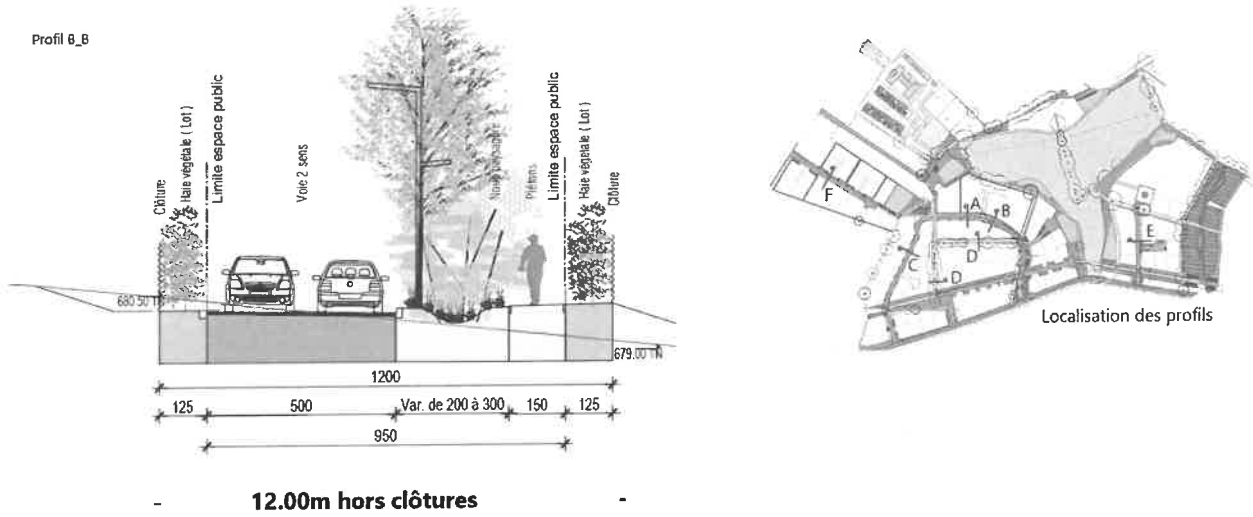 Profil B_B
Clôture
Haie végétale ( Lot )
Limite espace public
Voie 2 sens
Noue paysagère
Piétons
Limite espace public
Haie végétale ( Lot )
Clôture
680 50
679.00 TN
1200
125
500
Var. de 200 à 300
150
125
950
- 12.00m hors clôtures -
F
A
B
E
C
D
D
Localisation des profils